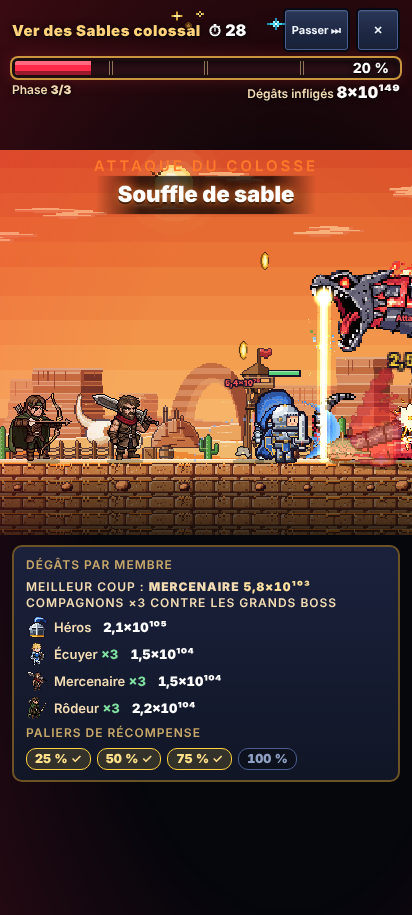 Ver des Sables colossal ⏱ 28
Passer ⏭
×
20 %
Phase 3/3
Dégâts infligés 8×10¹⁴⁹
ATTAQUE DU COLOSSE
Souffle de sable
DÉGÂTS PAR MEMBRE
MEILLEUR COUP : MERCENAIRE 5,8×10¹⁰³
COMPAGNONS ×3 CONTRE LES GRANDS BOSS
Héros 2,1×10¹⁰⁵
Écuyer ×3 1,5×10¹⁰⁴
Mercenaire ×3 1,5×10¹⁰⁴
Rôdeur ×3 2,2×10¹⁰⁴
PALIERS DE RÉCOMPENSE
25 % ✓ 50 % ✓ 75 % ✓ 100 %